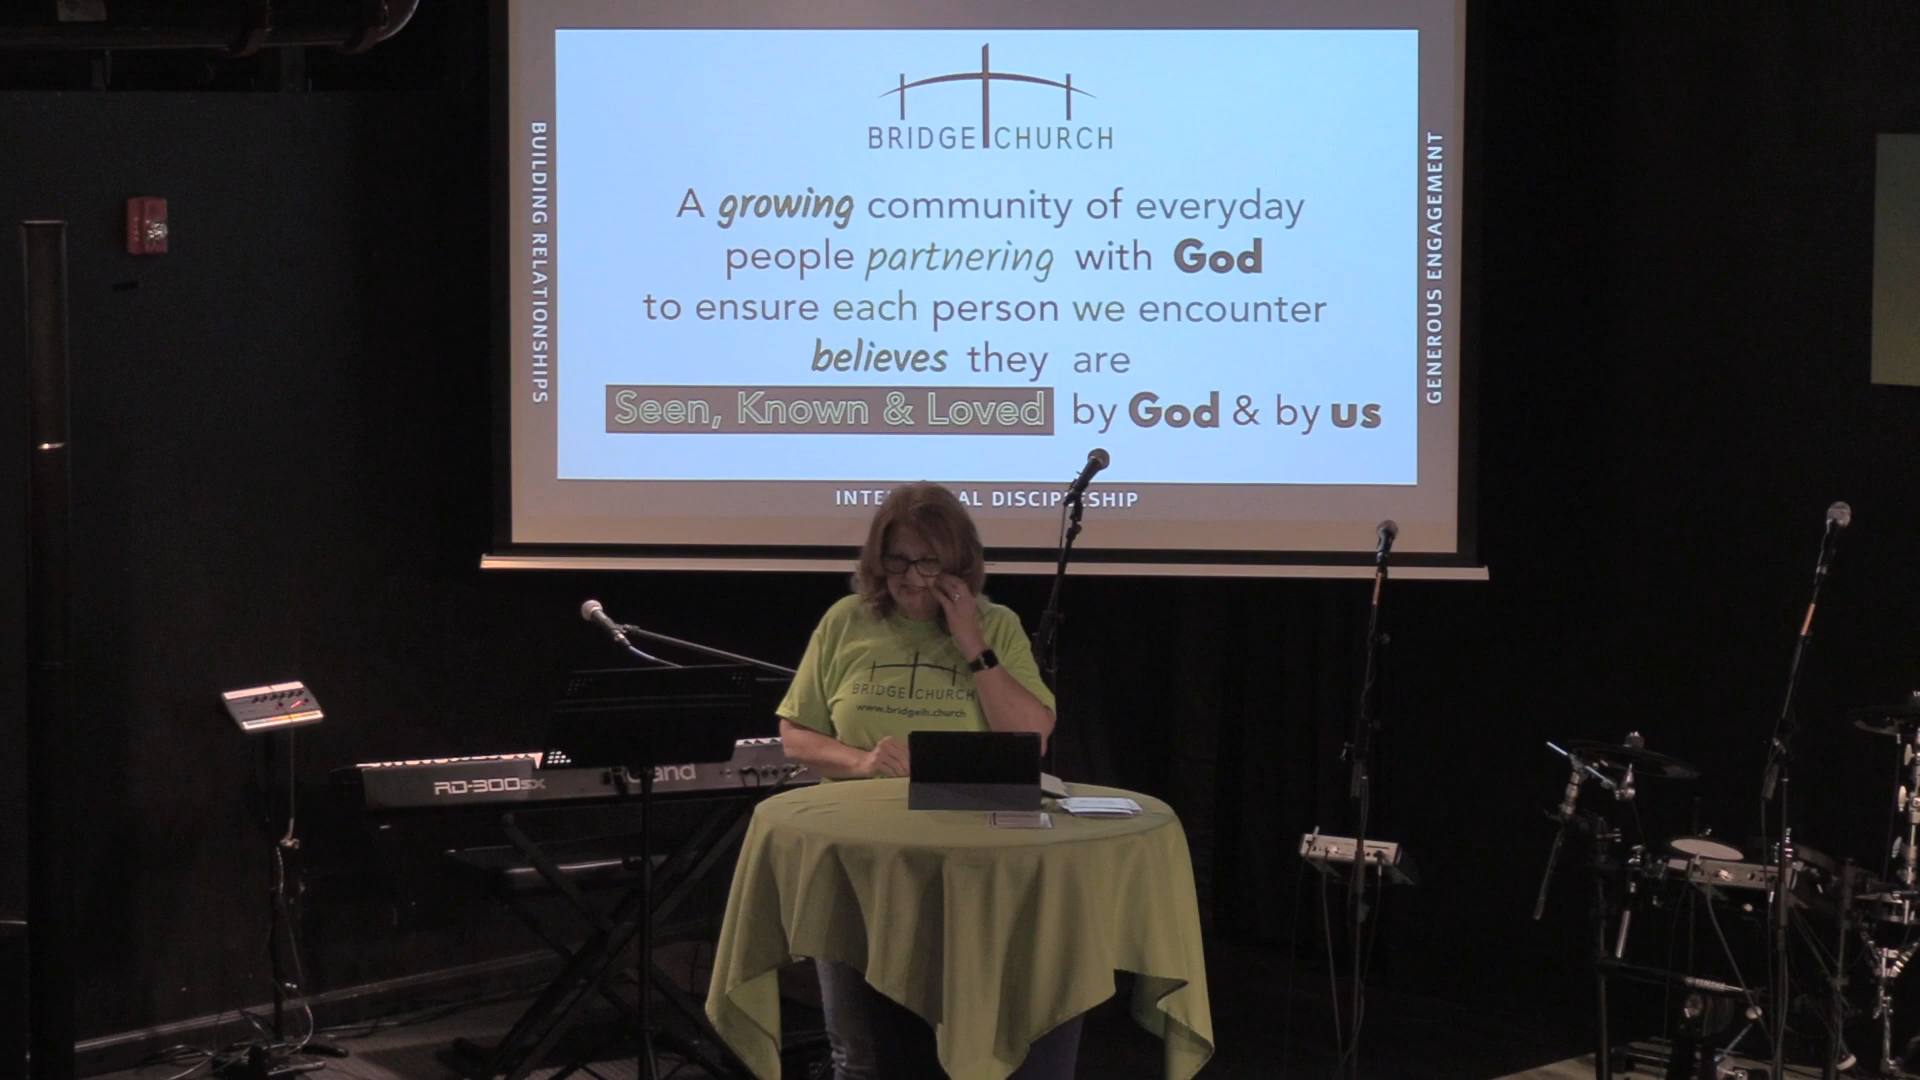 BRIDGE CHURCH
A growing community of everyday
people partnering with God
to ensure each person we encounter
believes they are
Seen, Known & Loved by God & by us
BUILDING RELATIONSHIPS
GENEROUS ENGAGEMENT
DISCIPLESHIP
BRIDGE CHURCH
www.bridgelh.church
RD-300SX
Roland